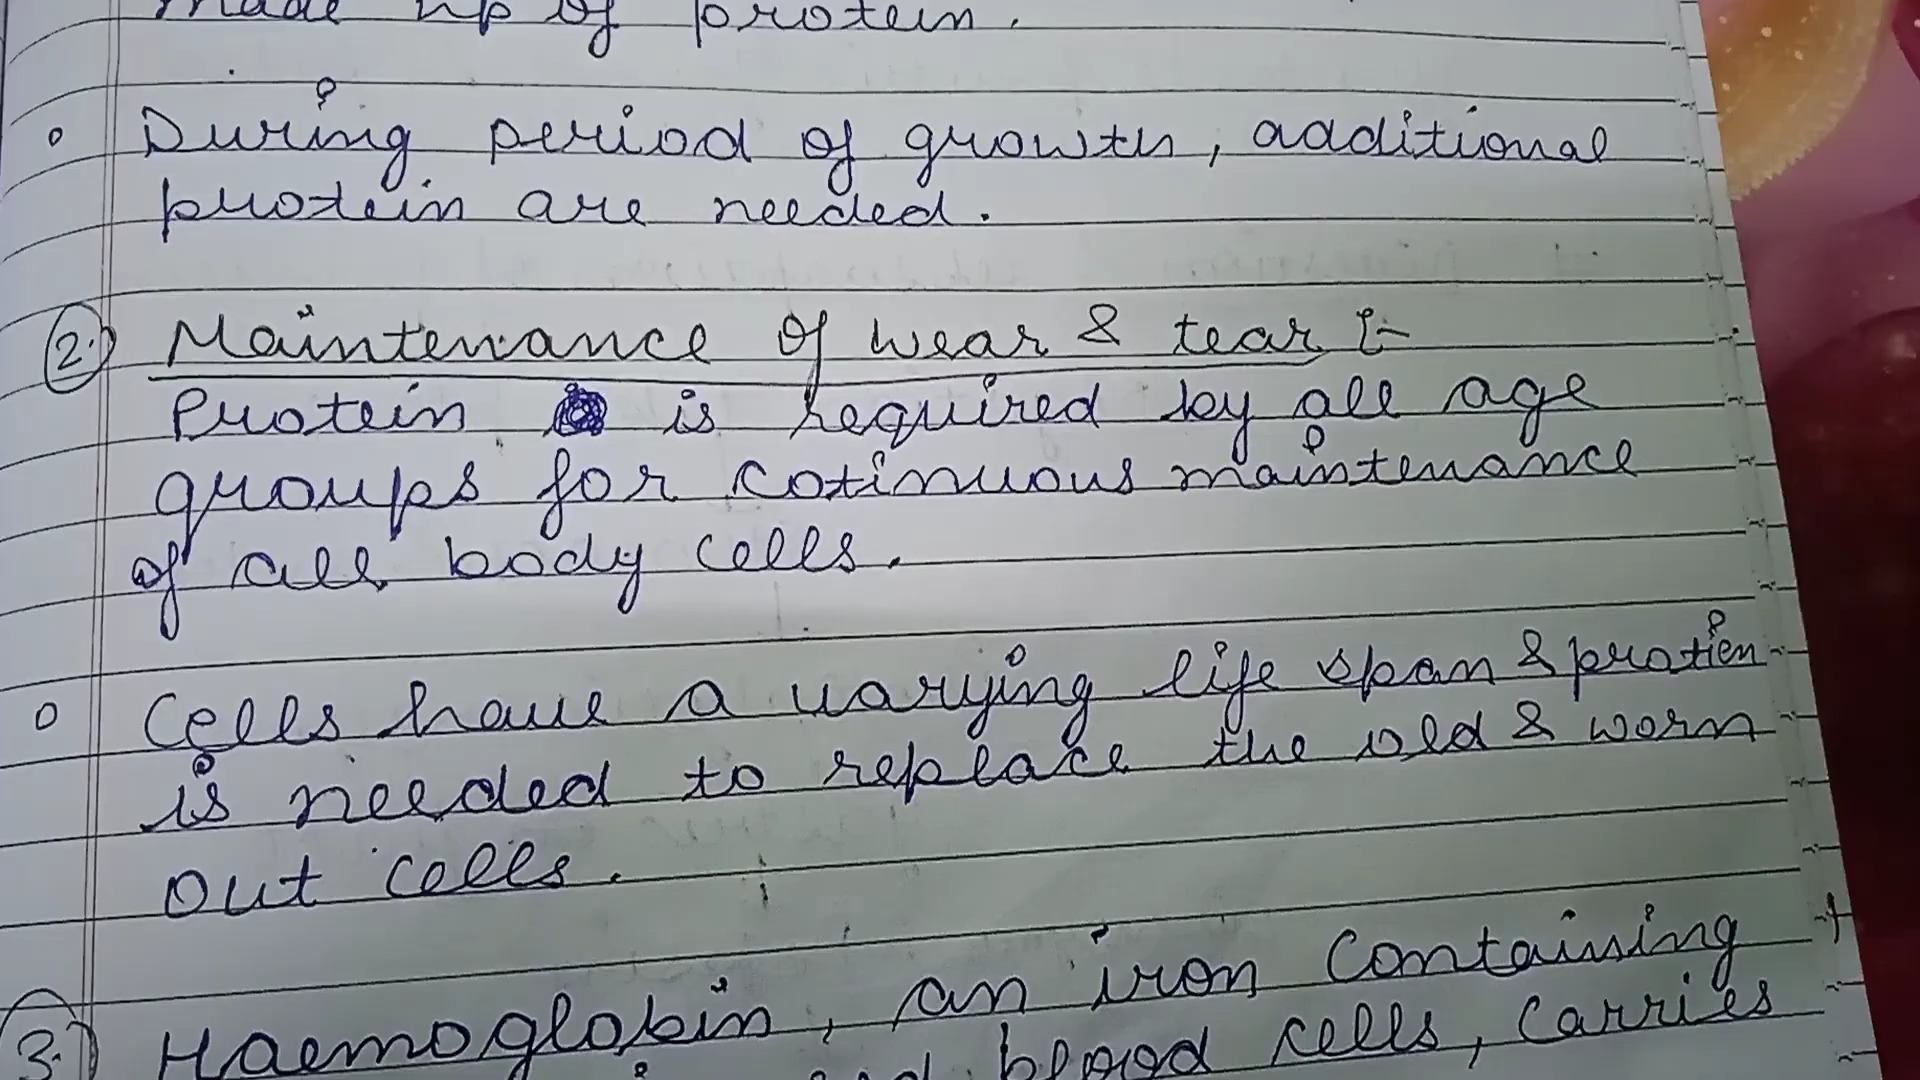 made up of protein.
o During period of growth, additional
protein are needed.
2. Maintenance of wear & tear :-
Protein is required by all age
groups for cotinuous maintenance
of all body cells.
o Cells have a varying life span & protien
is needed to replace the old & worn
out cells.
3. Haemoglobin, an iron containing
blood cells, carries